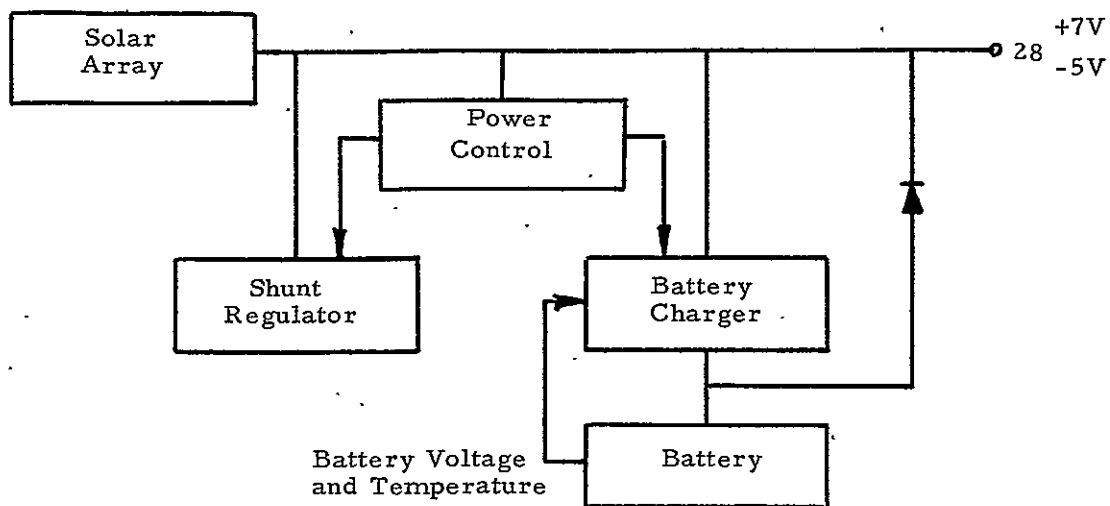 Solar
Array
+7V
28
-5V
Power
Control
Shunt
Regulator
Battery
Charger
Battery Voltage
and Temperature
Battery